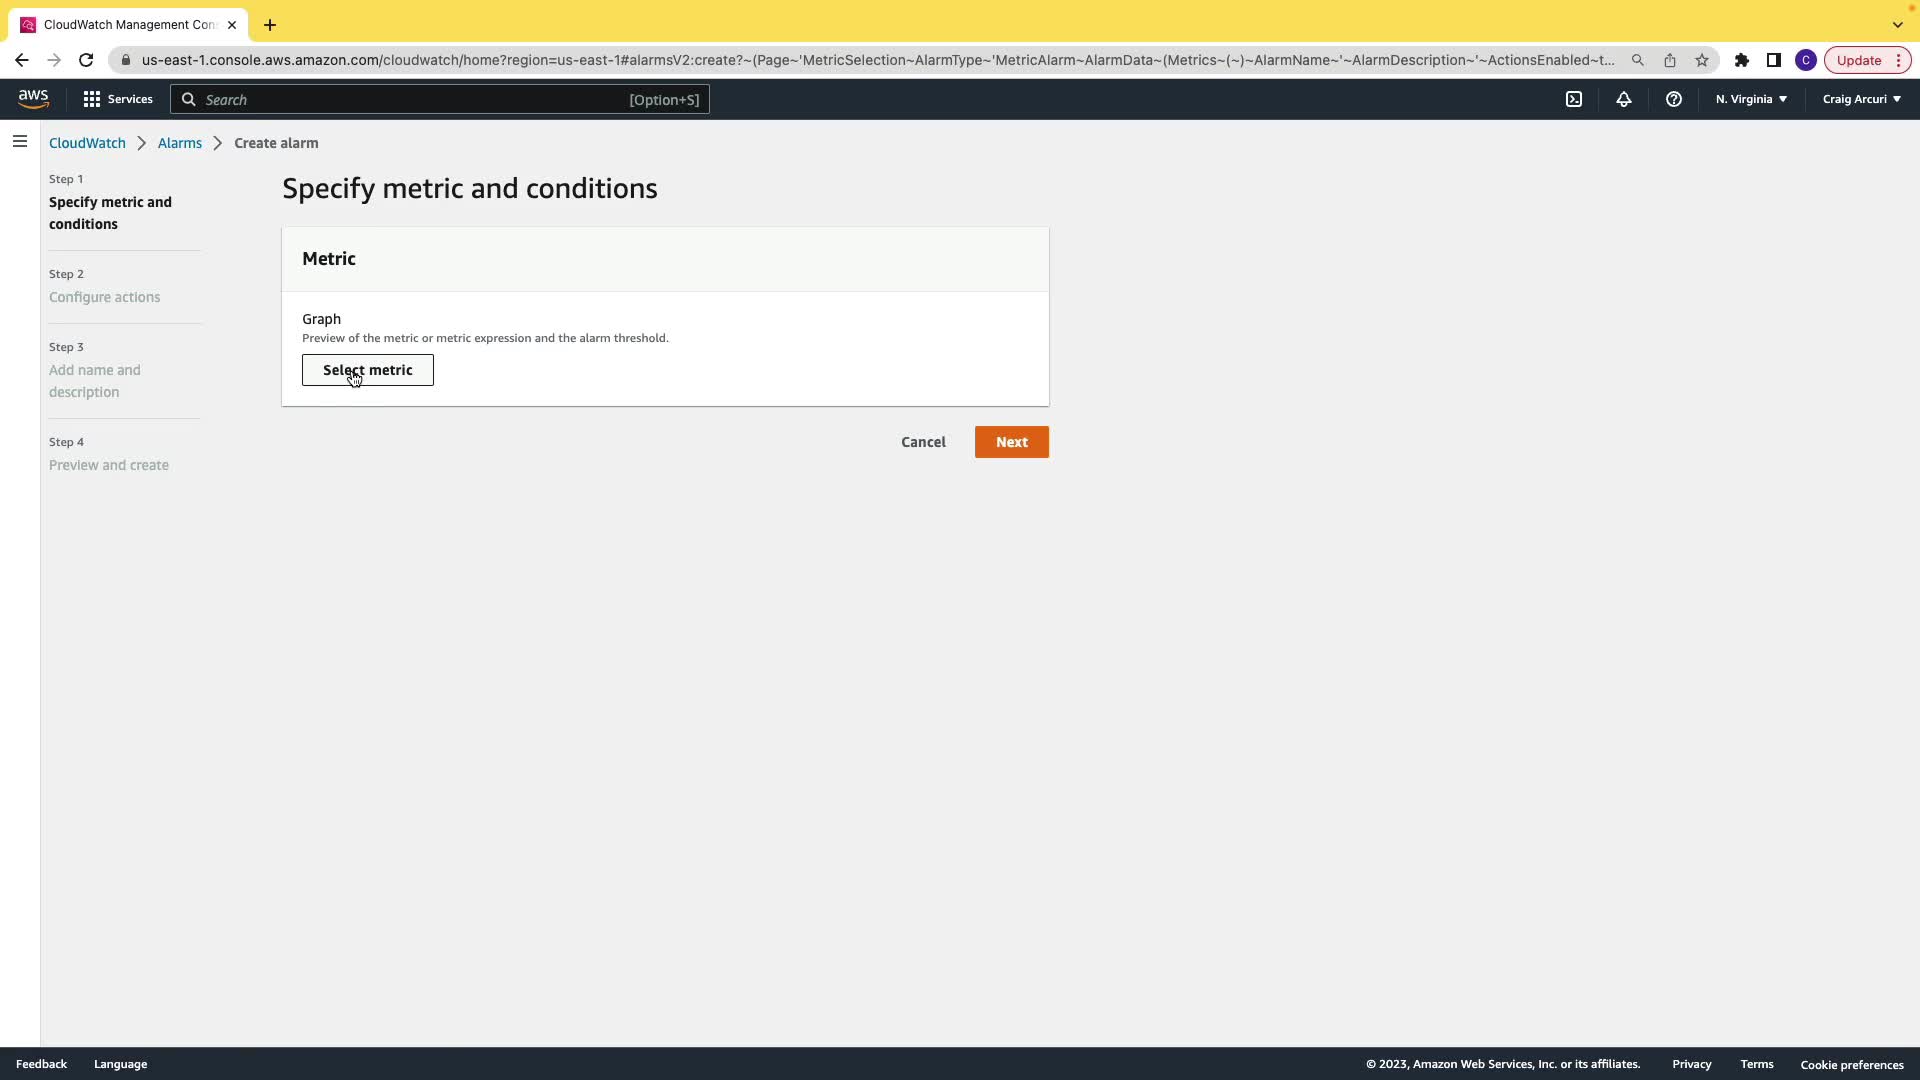 CloudWatch Management Con
us-east-1.console.aws.amazon.com/cloudwatch/home?region=us-east-1#alarmsV2:create?~(Page~'MetricSelection~AlarmType~'MetricAlarm~AlarmData~(Metrics~(~)~AlarmName~'~AlarmDescription~'~ActionsEnabled~t...
C
Update
aws
Services
Search
[Option+S]
N. Virginia
Craig Arcuri
CloudWatch
Alarms
Create alarm
Step 1
Specify metric and
conditions
Step 2
Configure actions
Step 3
Add name and
description
Step 4
Preview and create
Specify metric and conditions
Metric
Graph
Preview of the metric or metric expression and the alarm threshold.
Select metric
Cancel
Next
Feedback
Language
© 2023, Amazon Web Services, Inc. or its affiliates.
Privacy
Terms
Cookie preferences